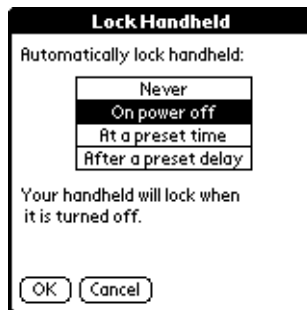 Lock Handheld
Automatically lock handheld:
Never
On power off
At a preset time
After a preset delay
Your handheld will lock when
it is turned off.
OK Cancel